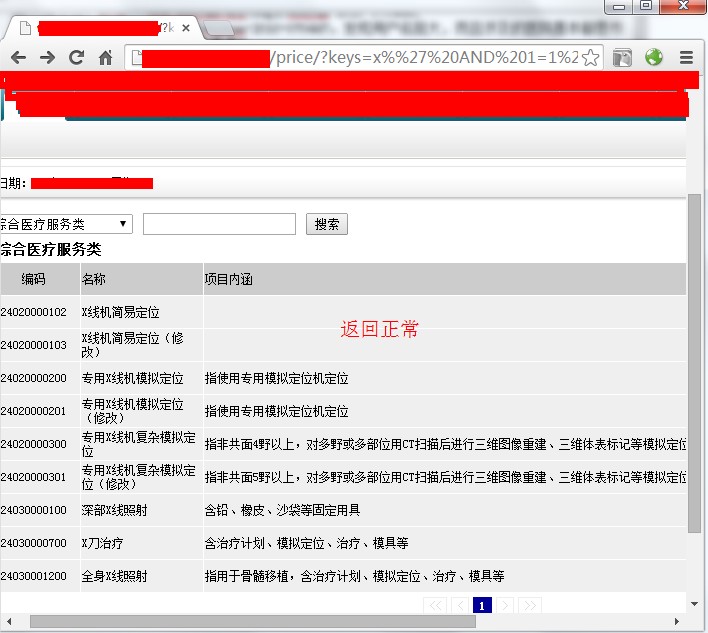 /price/?keys=x%%27%20AND%201=1%2
日期：
综合医疗服务类
搜索
综合医疗服务类
编码 名称 项目内涵
24020000102 X线机简易定位
返回正常
24020000103 X线机简易定位（修
改）
24020000200 专用X线机模拟定位 指使用专用模拟定位机定位
24020000201 专用X线机模拟定位
（修改） 指使用专用模拟定位机定位
24020000300 专用X线机复杂模拟定
位 指非共面4野以上，对多野或多部位用CT扫描后进行三维图像重建、三维体表标记等模拟定位
24020000301 专用X线机复杂模拟定
位（修改） 指非共面5野以上，对多野或多部位用CT扫描后进行三维图像重建、三维体表标记等模拟定位
24030000100 深部X线照射 含铅、橡皮、沙袋等固定用具
24030000700 X刀治疗 含治疗计划、模拟定位、治疗、模具等
24030001200 全身X线照射 指用于骨髓移植，含治疗计划、模拟定位、治疗、模具等
1